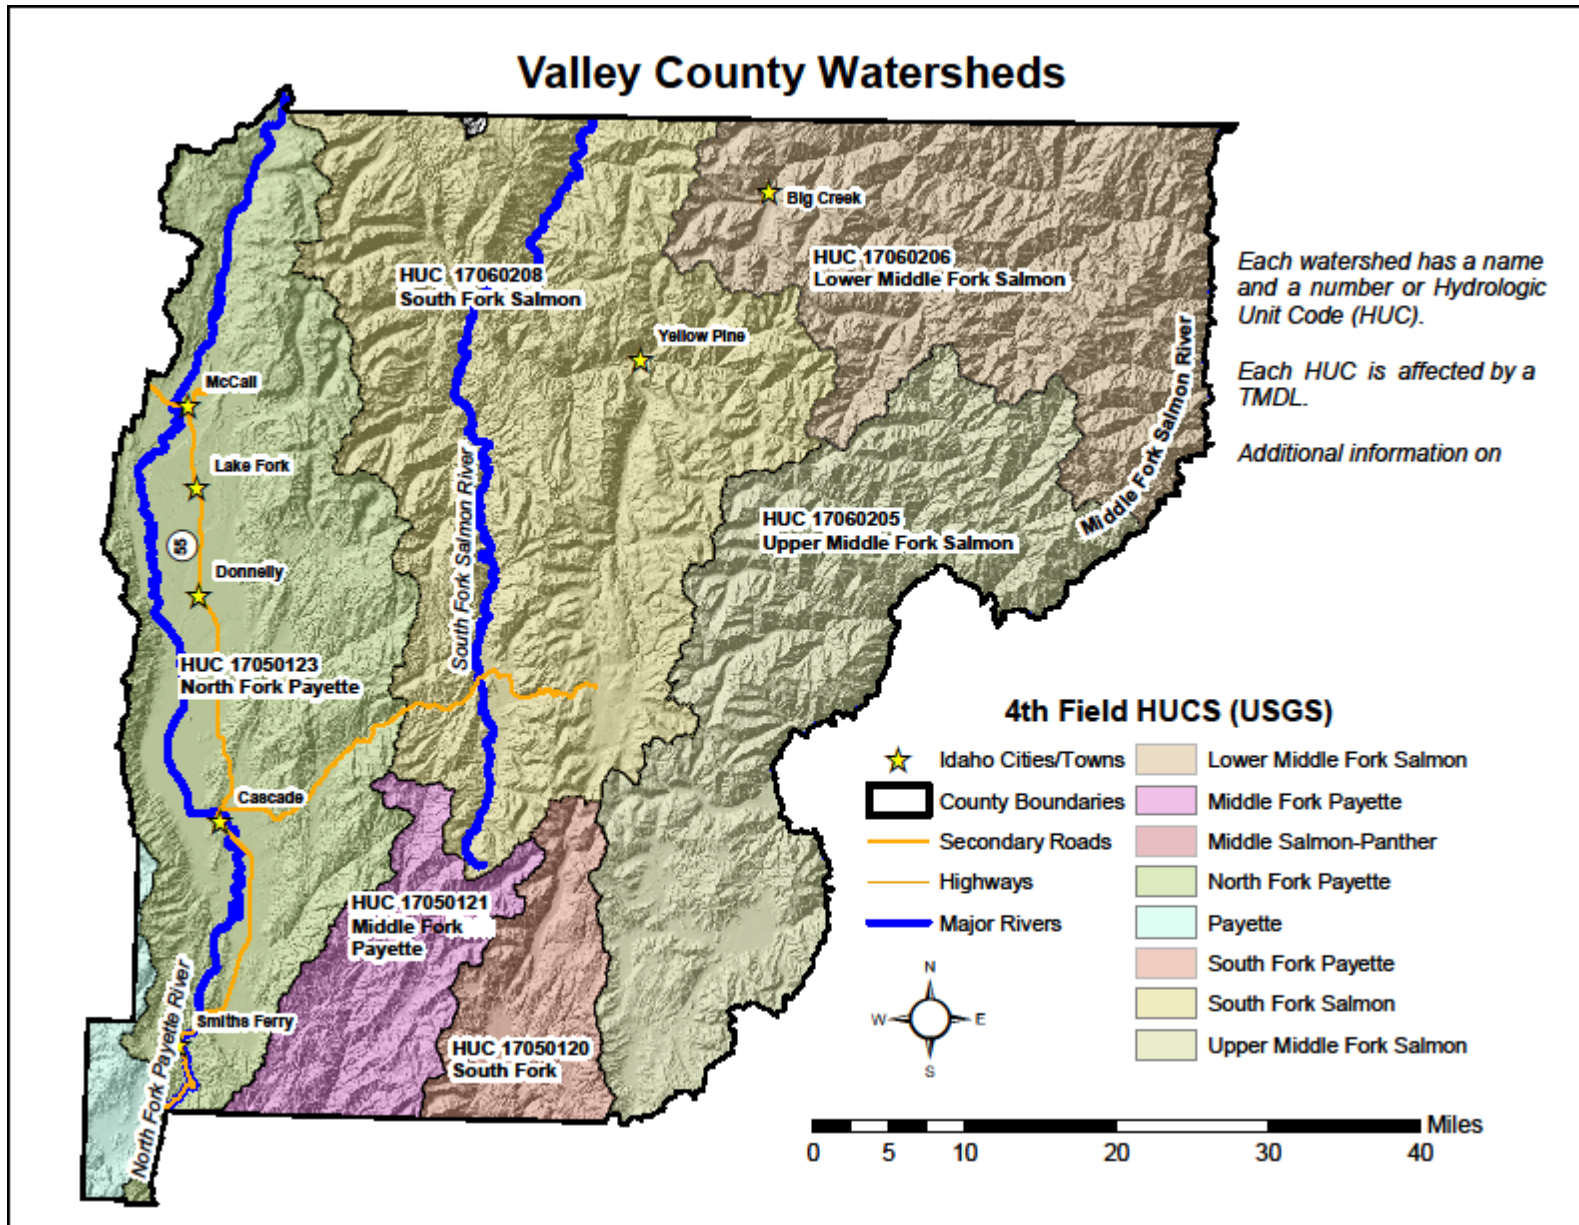 Valley County Watersheds
Big Creek
HUC 17060206
Lower Middle Fork Salmon
HUC 17060208
South Fork Salmon
Each watershed has a name
and a number or Hydrologic
Unit Code (HUC).
Each HUC is affected by a
TMDL.
Additional information on
Yellow Pine
McCall
Middle Fork Salmon River
Lake Fork
South Fork Salmon River
55
Donnelly
HUC 17060205
Upper Middle Fork Salmon
HUC 17050123
North Fork Payette
Cascade
HUC 17050121
Middle Fork
Payette
Smiths Ferry
North Fork Payette River
HUC 17050120
South Fork
4th Field HUCS (USGS)
Idaho Cities/Towns
County Boundaries
Secondary Roads
Highways
Major Rivers
Lower Middle Fork Salmon
Middle Fork Payette
Middle Salmon-Panther
North Fork Payette
Payette
South Fork Payette
South Fork Salmon
Upper Middle Fork Salmon
N
W E
S
Miles
0 5 10 20 30 40